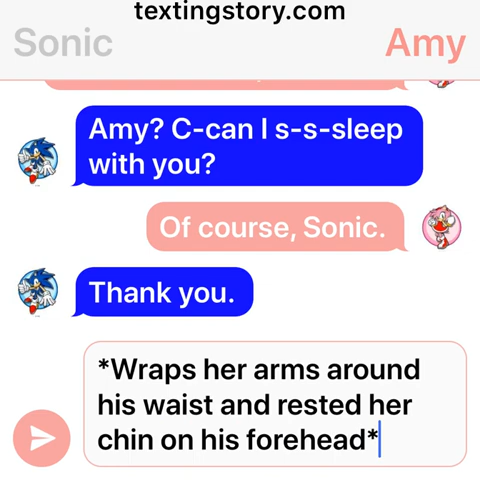 textingstory.com
Sonic
Amy
Amy? C-can I s-s-sleep
with you?
Of course, Sonic.
Thank you.
*Wraps her arms around
his waist and rested her
chin on his forehead*